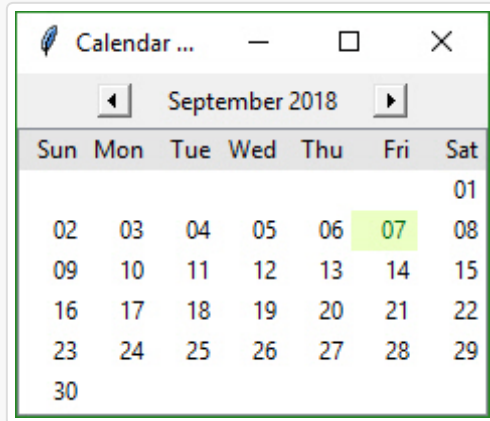 Calendar ...
September 2018
Sun Mon Tue Wed Thu Fri Sat
01
02 03 04 05 06 07 08
09 10 11 12 13 14 15
16 17 18 19 20 21 22
23 24 25 26 27 28 29
30